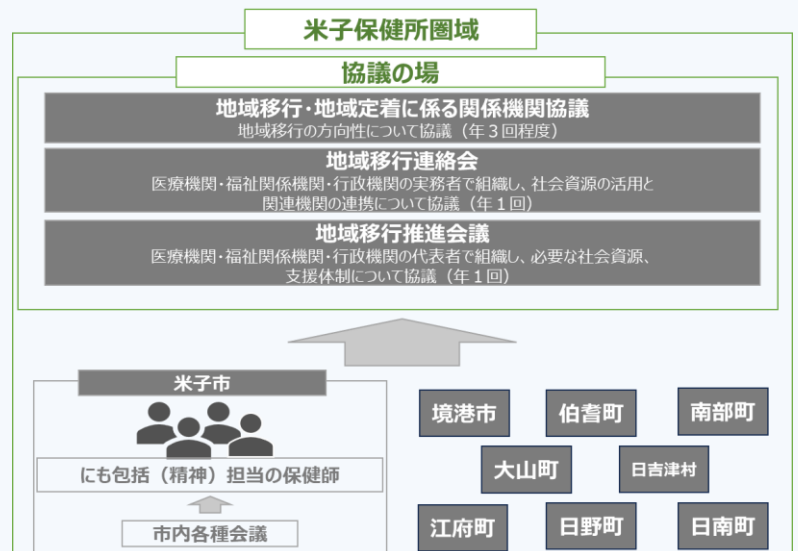 米子保健所圏域
協議の場
地域移行・地域定着に係る関係機関協議
地域移行の方向性について協議（年３回程度）
地域移行連絡会
医療機関・福祉関係機関・行政機関の実務者で組織し、社会資源の活用と
関連機関の連携について協議（年１回）
地域移行推進会議
医療機関・福祉関係機関・行政機関の代表者で組織し、必要な社会資源、
支援体制について協議（年１回）
米子市
にも包括（精神）担当の保健師
市内各種会議
境港市
伯耆町
南部町
大山町
日吉津村
江府町
日野町
日南町